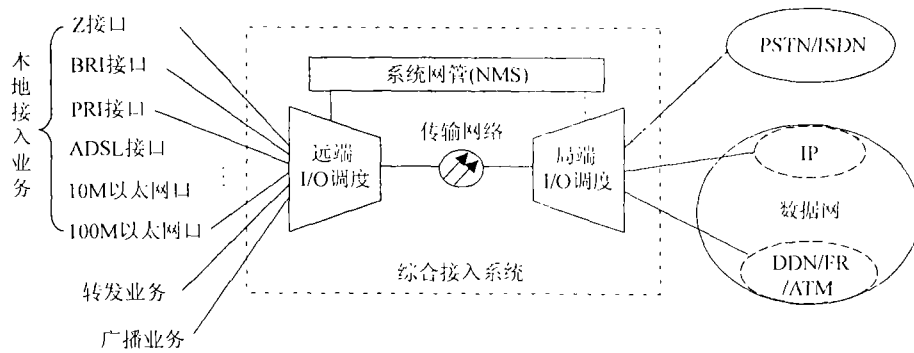 本地接入业务
Z接口
BRI接口
PRI接口
ADSL接口
10M以太网口
100M以太网口
转发业务
广播业务
系统网管(NMS)
远端
I/O调度
传输网络
局端
I/O调度
综合接入系统
PSTN/ISDN
IP
数据网
DDN/FR
/ATM